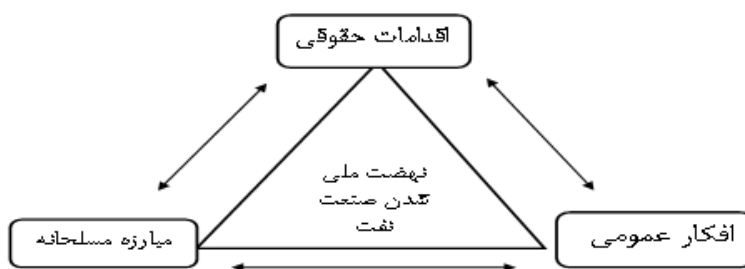 اقدامات حقوقی
نهضت ملی
شدن صنعت
نفت
مبارزه مسلحانه
افکار عمومی